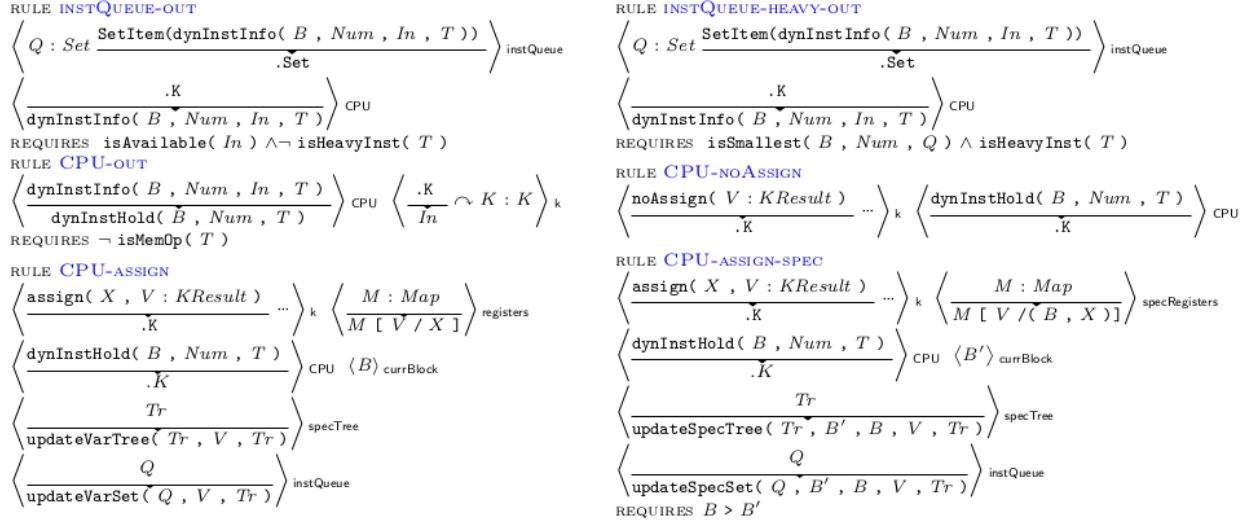 RULE INSTQUEUE-OUT
⟨ Q : Set SetItem(dynInstInfo( B , Num , In , T )) ⟩ instQueue
.Set
⟨ .K ⟩ CPU
dynInstInfo( B , Num , In , T )
REQUIRES isAvailable( In ) ∧¬ isHeavyInst( T )
RULE CPU-OUT
⟨ dynInstInfo( B , Num , In , T ) ⟩ CPU ⟨ .K ↷ K : K ⟩ k
dynInstHold( B , Num , T ) In
REQUIRES ¬ isMemOp( T )
RULE CPU-ASSIGN
⟨ assign( X , V : KResult ) ... ⟩ k ⟨ M : Map ⟩ registers
.K M [ V / X ]
⟨ dynInstHold( B , Num , T ) ⟩ CPU ⟨B⟩ currBlock
.K
⟨ Tr ⟩ specTree
updateVarTree( Tr , V , Tr )
⟨ Q ⟩ instQueue
updateVarSet( Q , V , Tr )
RULE INSTQUEUE-HEAVY-OUT
⟨ Q : Set SetItem(dynInstInfo( B , Num , In , T )) ⟩ instQueue
.Set
⟨ .K ⟩ CPU
dynInstInfo( B , Num , In , T )
REQUIRES isSmallest( B , Num , Q ) ∧ isHeavyInst( T )
RULE CPU-NOASSIGN
⟨ noAssign( V : KResult ) ... ⟩ k ⟨ dynInstHold( B , Num , T ) ⟩ CPU
.K .K
RULE CPU-ASSIGN-SPEC
⟨ assign( X , V : KResult ) ... ⟩ k ⟨ M : Map ⟩ specRegisters
.K M [ V /( B , X )]
⟨ dynInstHold( B , Num , T ) ⟩ CPU ⟨B′⟩ currBlock
.K
⟨ Tr ⟩ specTree
updateSpecTree( Tr , B′ , B , V , Tr )
⟨ Q ⟩ instQueue
updateSpecSet( Q , B′ , B , V , Tr )
REQUIRES B > B′